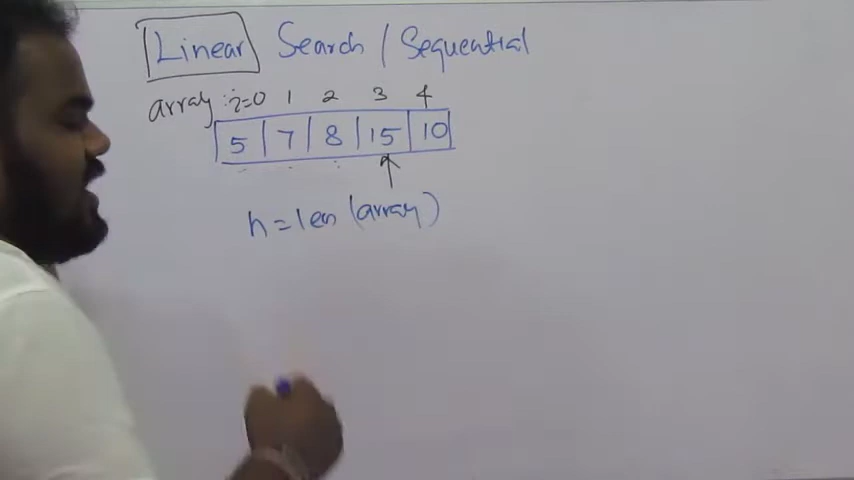 Linear Search / Sequential
array : i=0 1 2 3 4
5 7 8 15 10
n = len (array)